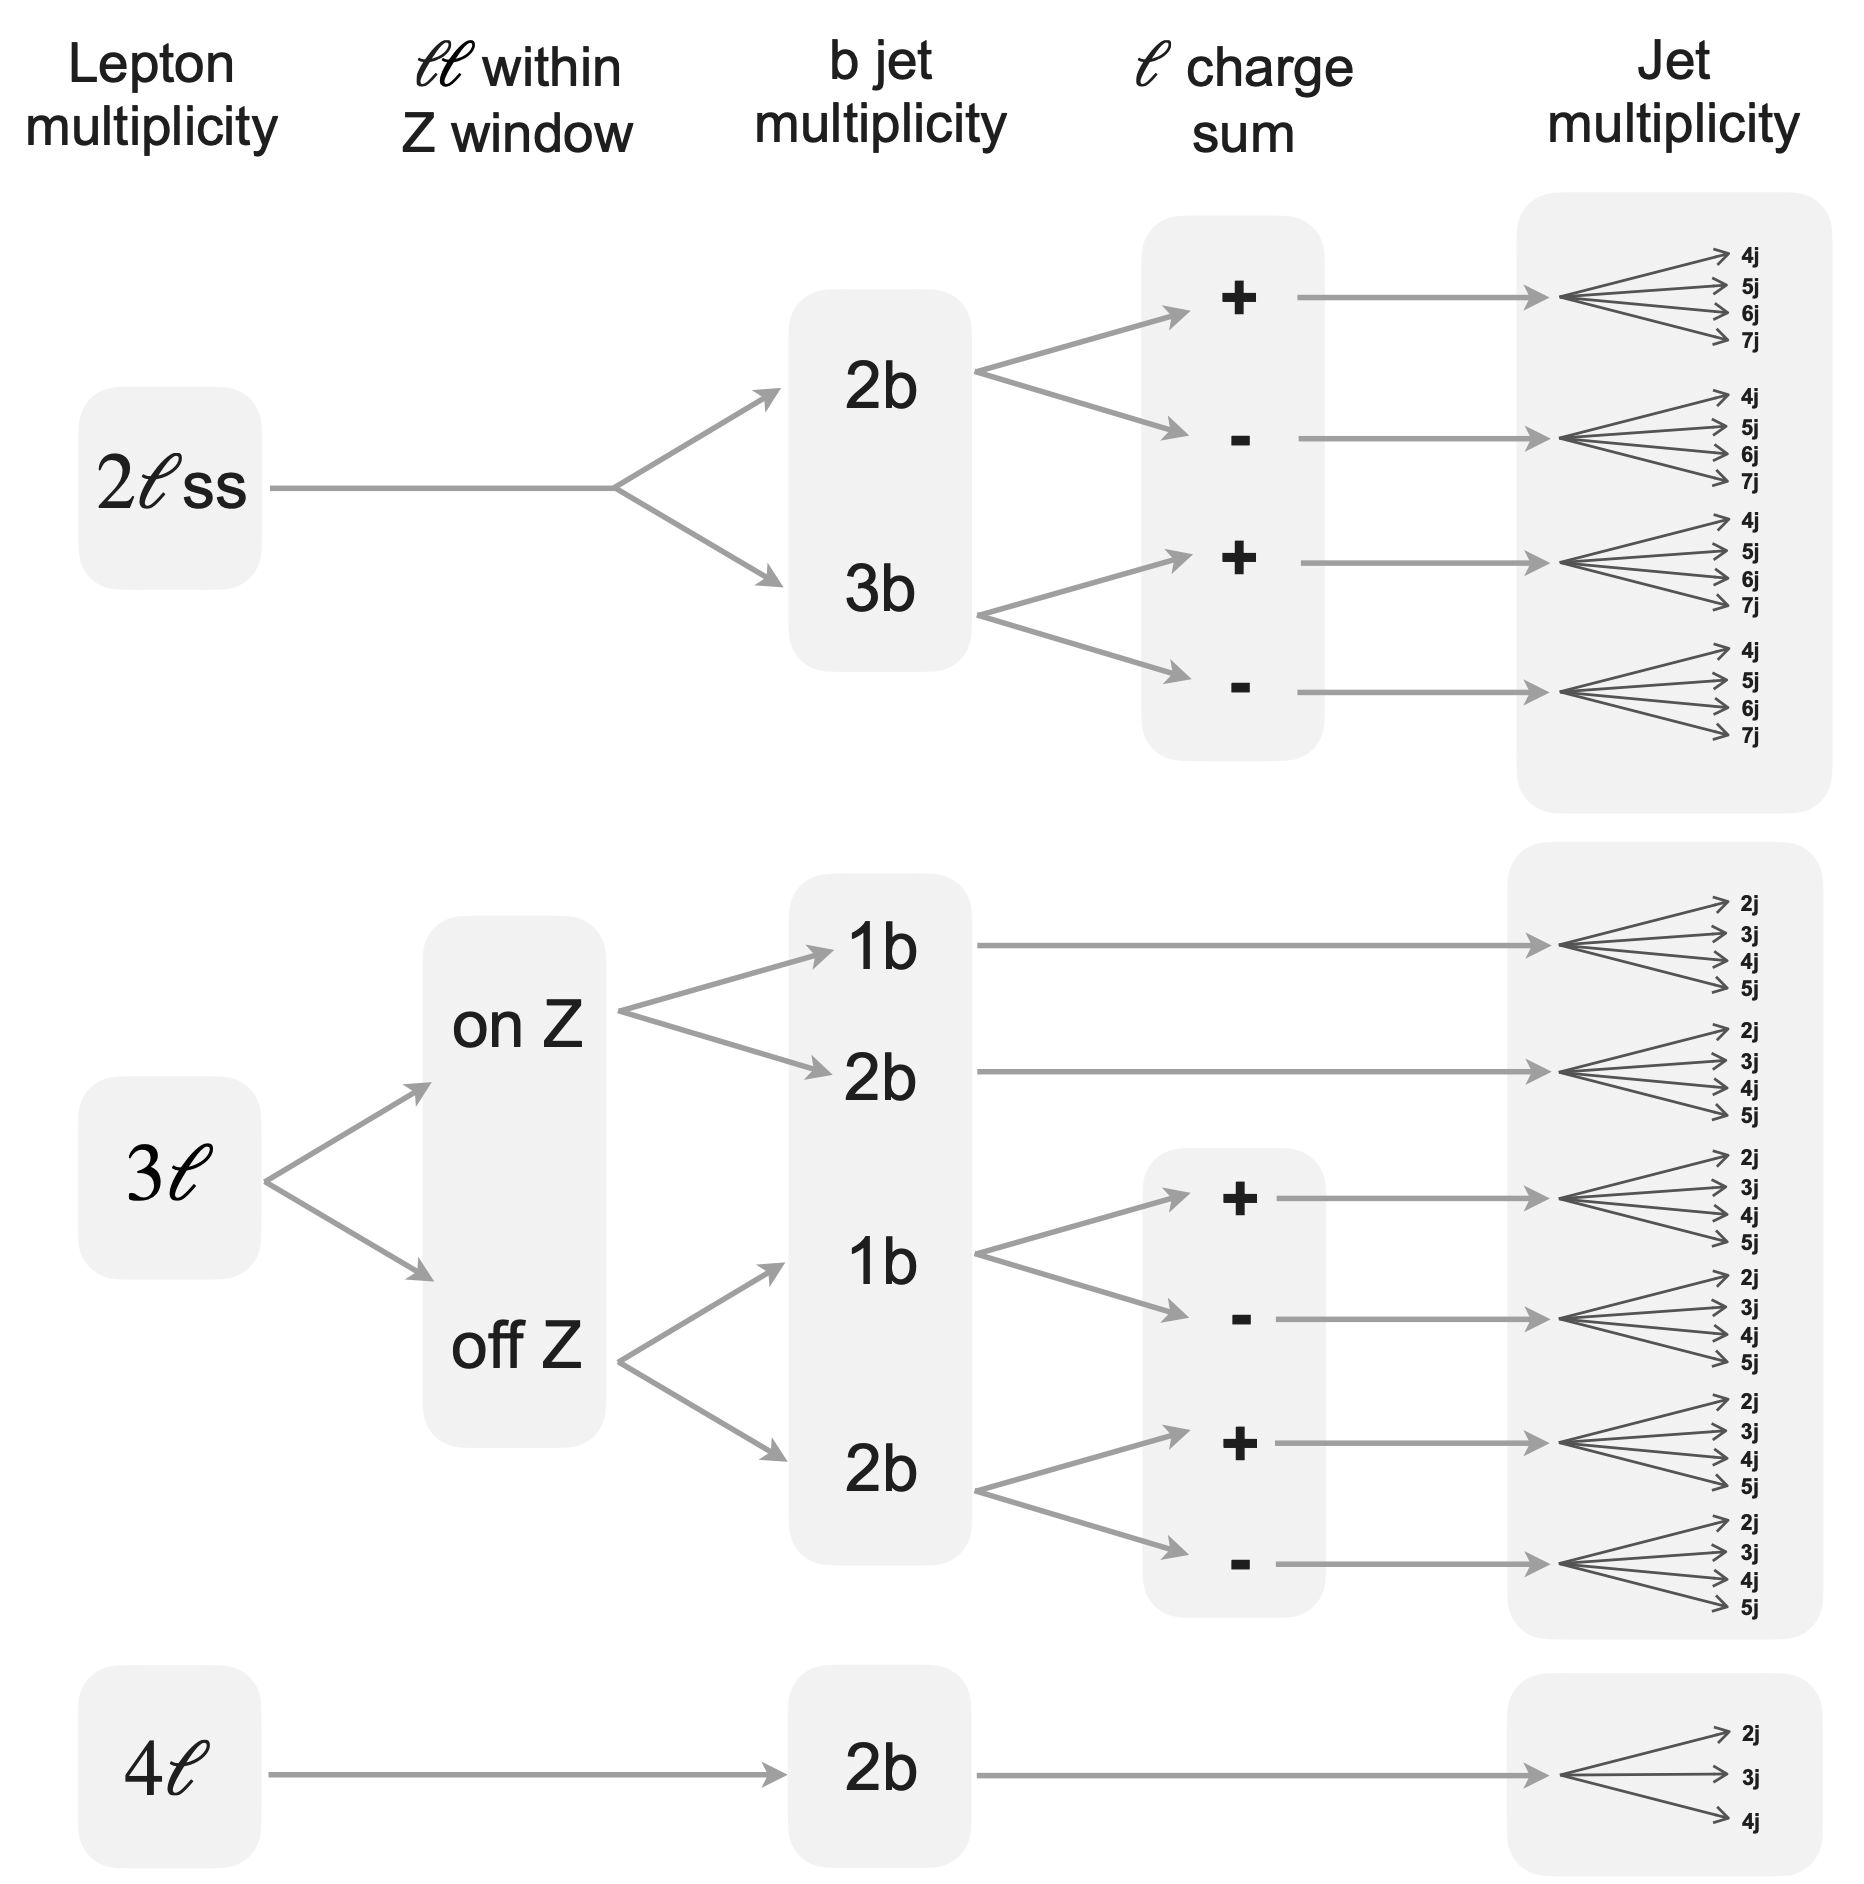 Lepton
multiplicity
ℓℓ within
Z window
b jet
multiplicity
ℓ charge
sum
Jet
multiplicity
2ℓ ss
2b
+
4j
5j
6j
7j
-
4j
5j
6j
7j
3b
+
4j
5j
6j
7j
-
4j
5j
6j
7j
3ℓ
on Z
1b
2j
3j
4j
5j
2b
2j
3j
4j
5j
off Z
1b
+
2j
3j
4j
5j
-
2j
3j
4j
5j
2b
+
2j
3j
4j
5j
-
2j
3j
4j
5j
4ℓ
2b
2j
3j
4j